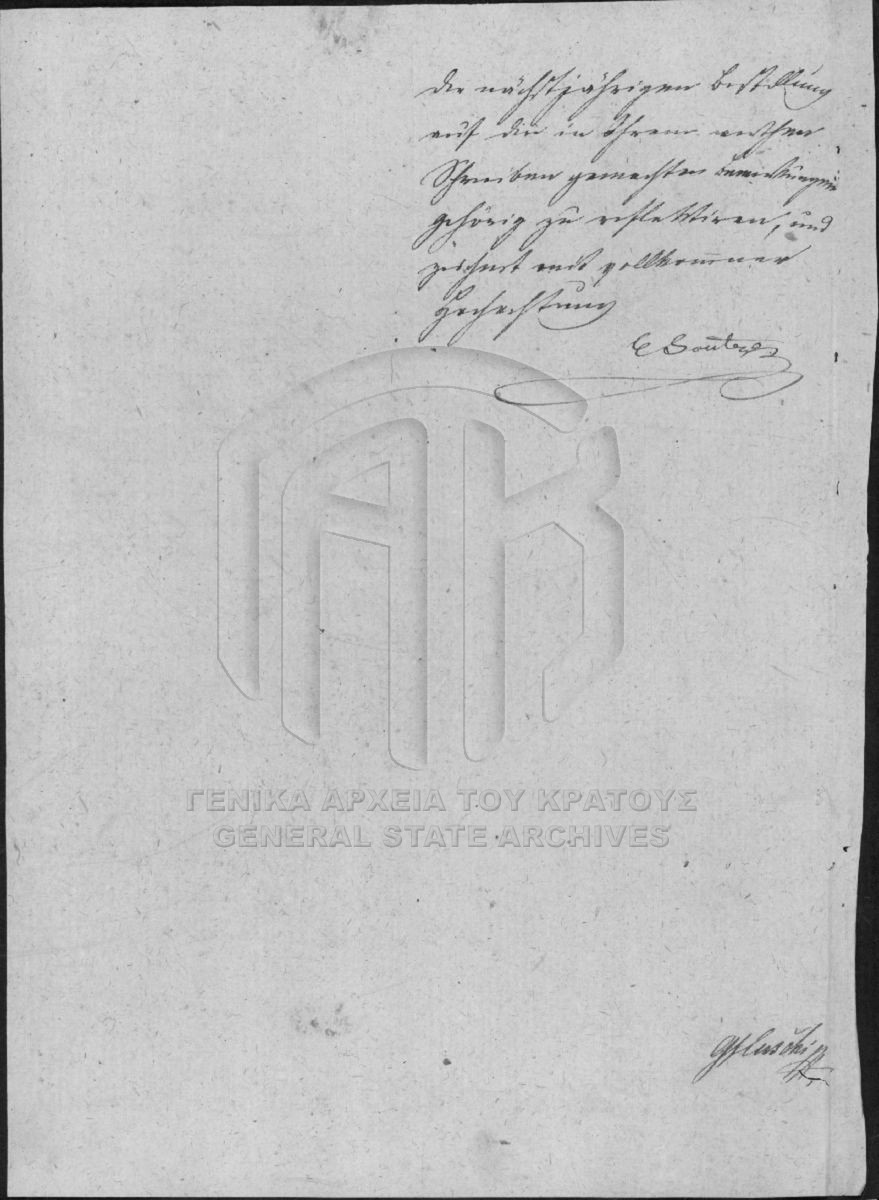 der nächstjährigen Bestellung
auf die in Ihrem werthen
Schreiben gemachten Bemerkungen
gehörig zu reflektiren, und
zeichnet mit vollkommner
Hochachtung
ΓΕΝΙΚΑ ΑΡΧΕΙΑ ΤΟΥ ΚΡΑΤΟΥΣ
GENERAL STATE ARCHIVES